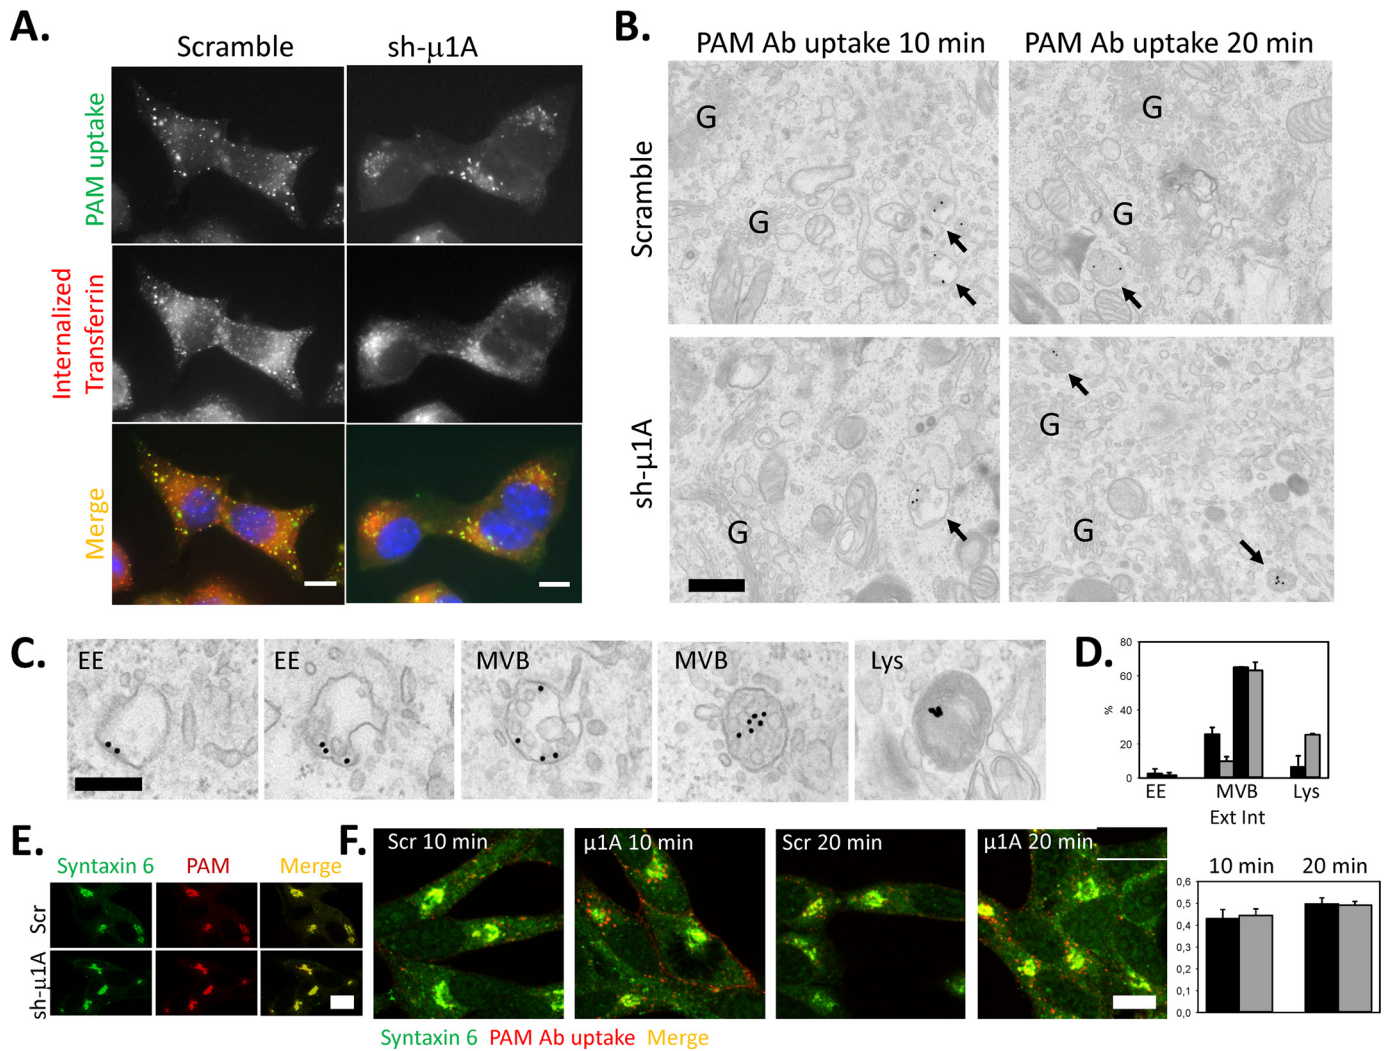 A.
Scramble
sh-µ1A
PAM uptake
Internalized
Transferrin
Merge
B.
PAM Ab uptake 10 min
PAM Ab uptake 20 min
Scramble
sh-µ1A
G
G
G
G
G
G
G
C.
EE
EE
MVB
MVB
Lys
D.
80
60
40
20
0
%
EE
MVB
Lys
Ext Int
E.
Syntaxin 6
PAM
Merge
Scr
sh-µ1A
F.
Scr 10 min
µ1A 10 min
Scr 20 min
µ1A 20 min
Syntaxin 6
PAM Ab uptake
Merge
10 min
20 min
0,6
0,5
0,4
0,3
0,2
0,1
0,0